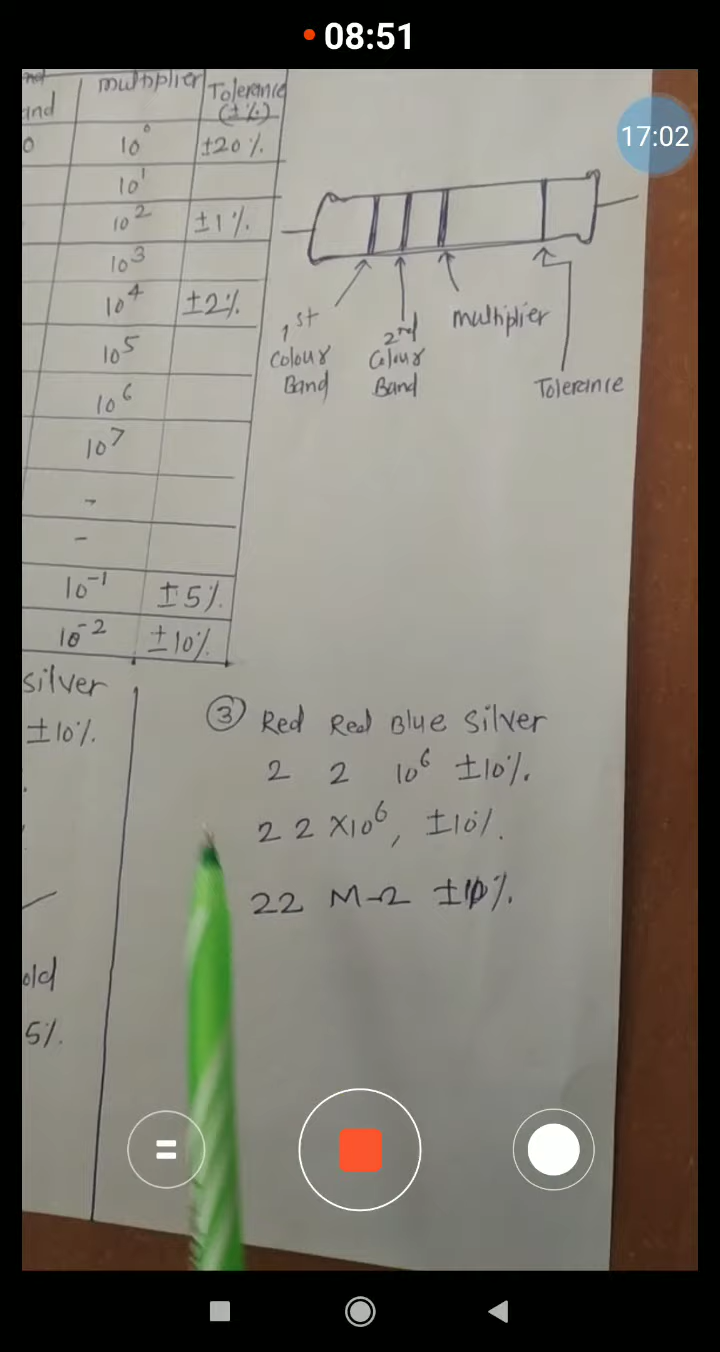 08:51
17:02
and
multiplier
Tolerance
(±%)
0
10⁰
±20%.
10¹
10²
±1%.
10³
10⁴
±2%.
10⁵
10⁶
10⁷
-
-
10⁻¹
±5%.
10⁻²
±10%.
1st
Colour
Band
2nd
Colour
Band
multiplier
Tolerance
silver
±10%.
③ Red Red Blue Silver
2 2 10⁶ ±10%.
22 ×10⁶, ±10%.
22 MΩ ±10%.
old
5%.